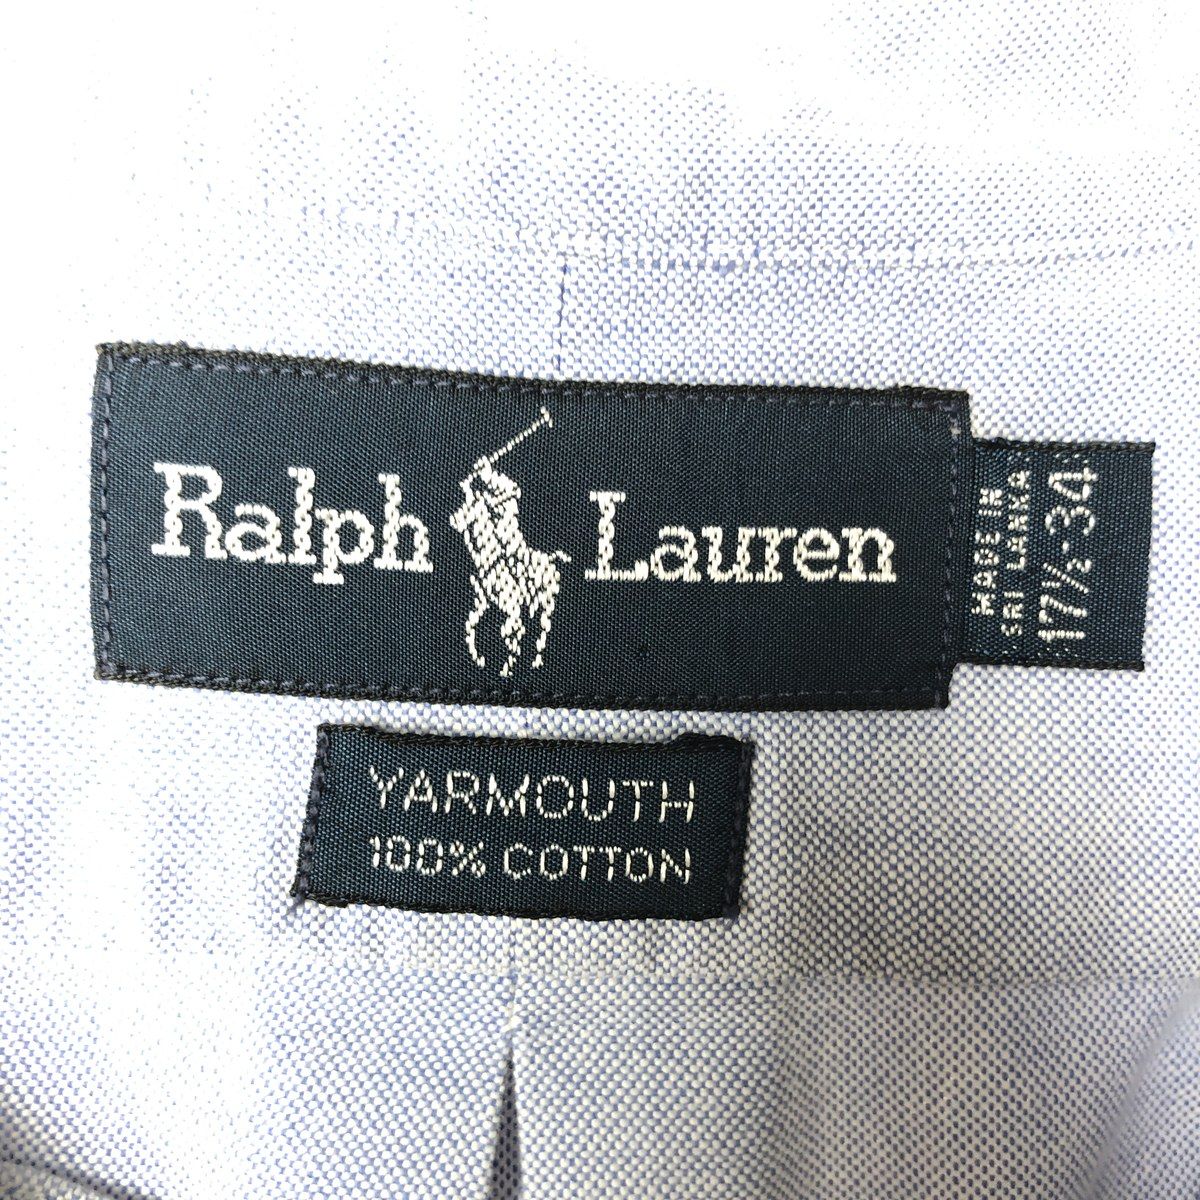 Ralph Lauren
MADE IN
SRI LANKA
17½-34
YARMOUTH
100% COTTON